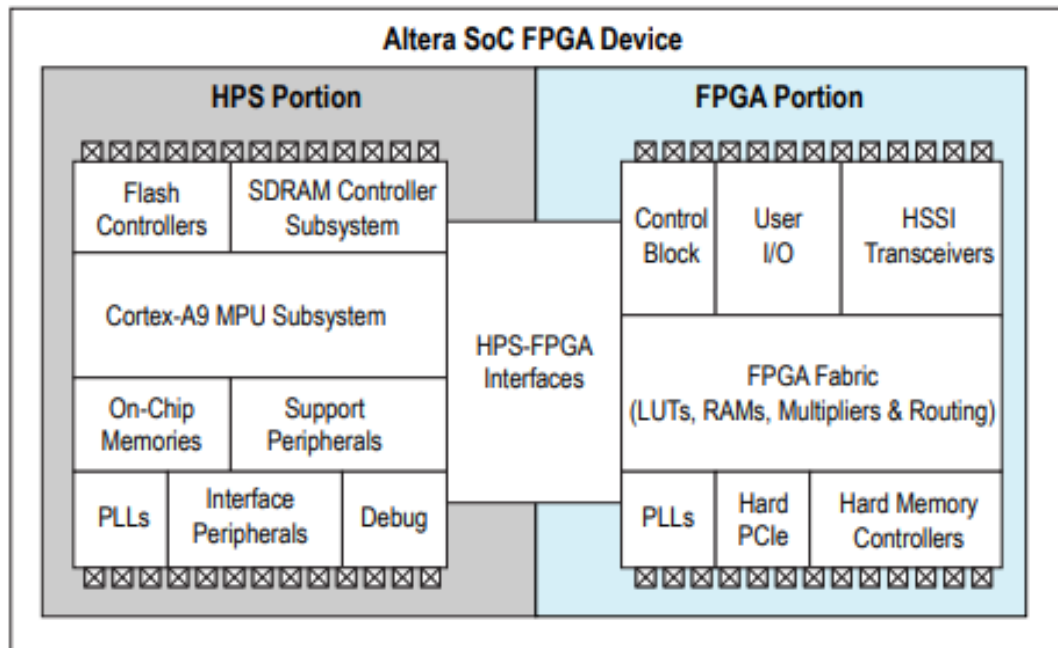 Altera SoC FPGA Device
HPS Portion
FPGA Portion
Flash
Controllers
SDRAM Controller
Subsystem
Cortex-A9 MPU Subsystem
On-Chip
Memories
Support
Peripherals
PLLs
Interface
Peripherals
Debug
HPS-FPGA
Interfaces
Control
Block
User
I/O
HSSI
Transceivers
FPGA Fabric
(LUTs, RAMs, Multipliers & Routing)
PLLs
Hard
PCIe
Hard Memory
Controllers